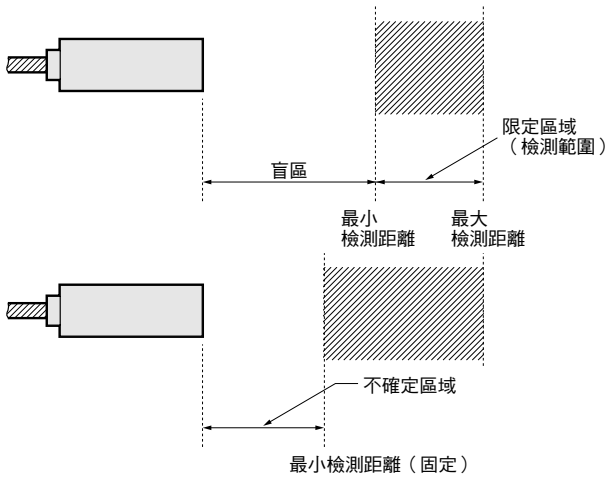 限定區域
（檢測範圍）
盲區
最小
檢測距離
最大
檢測距離
不確定區域
最小檢測距離（固定）